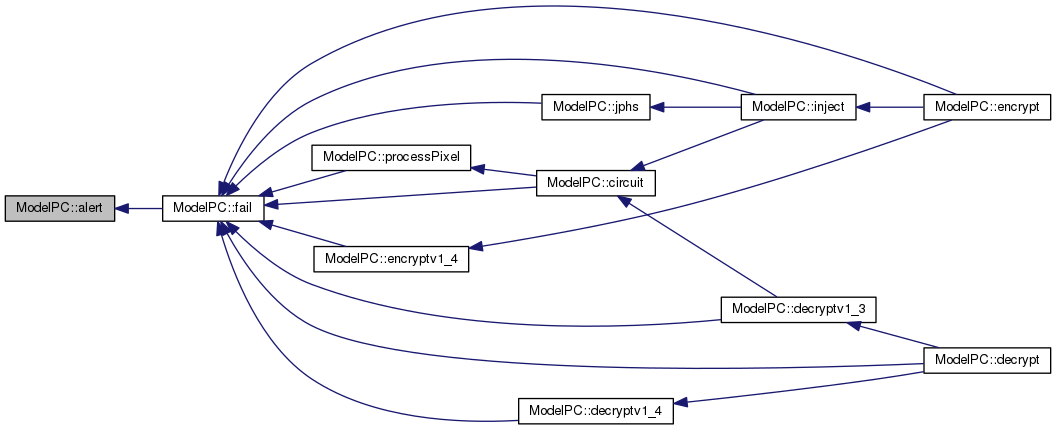 ModelPC::alert
ModelPC::fail
ModelPC::jphs
ModelPC::inject
ModelPC::encrypt
ModelPC::processPixel
ModelPC::circuit
ModelPC::encryptv1_4
ModelPC::decryptv1_3
ModelPC::decrypt
ModelPC::decryptv1_4